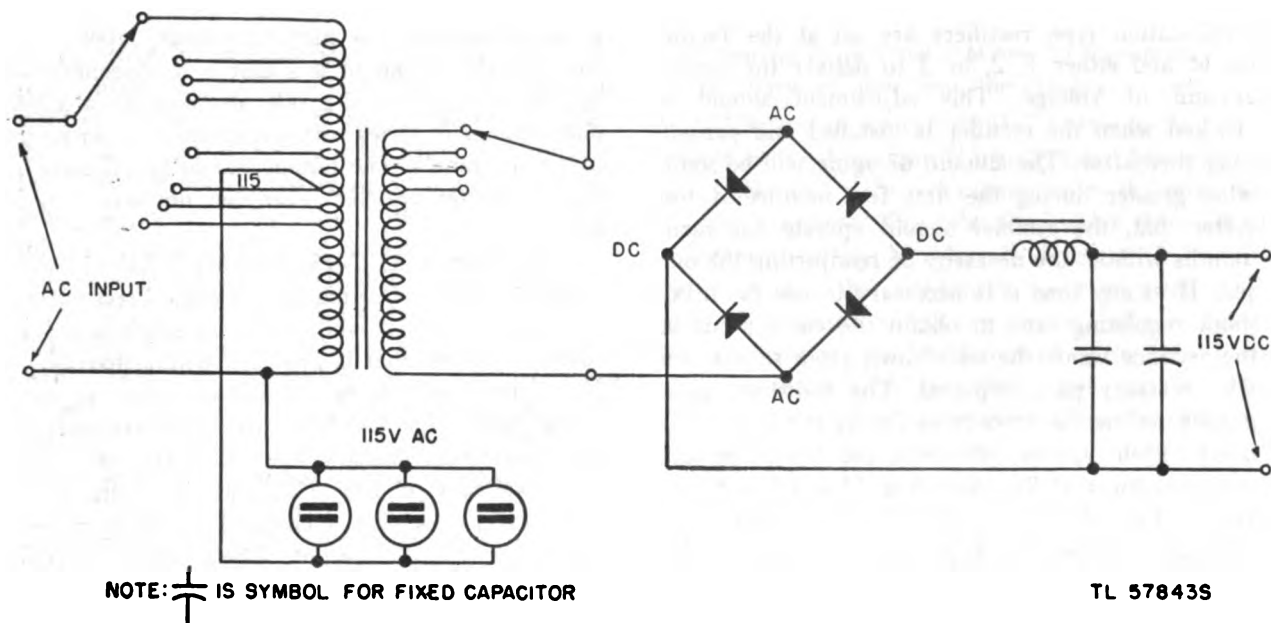 AC
115
DC
DC
AC INPUT
115VDC
AC
115V AC
NOTE: IS SYMBOL FOR FIXED CAPACITOR
TL 57843S